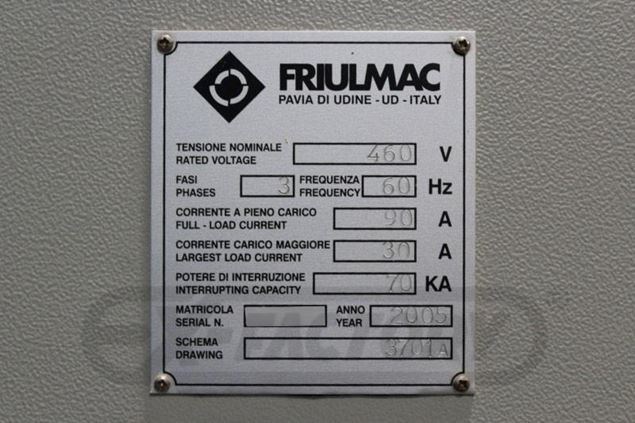 FRIULMAC
PAVIA DI UDINE - UD - ITALY
TENSIONE NOMINALE
RATED VOLTAGE 460 V
FASI
PHASES 3
FREQUENZA
FREQUENCY 60 Hz
CORRENTE A PIENO CARICO
FULL - LOAD CURRENT 90 A
CORRENTE CARICO MAGGIORE
LARGEST LOAD CURRENT 30 A
POTERE DI INTERRUZIONE
INTERRUPTING CAPACITY 70 KA
MATRICOLA
SERIAL N.
ANNO
YEAR 2005
SCHEMA
DRAWING 3701A